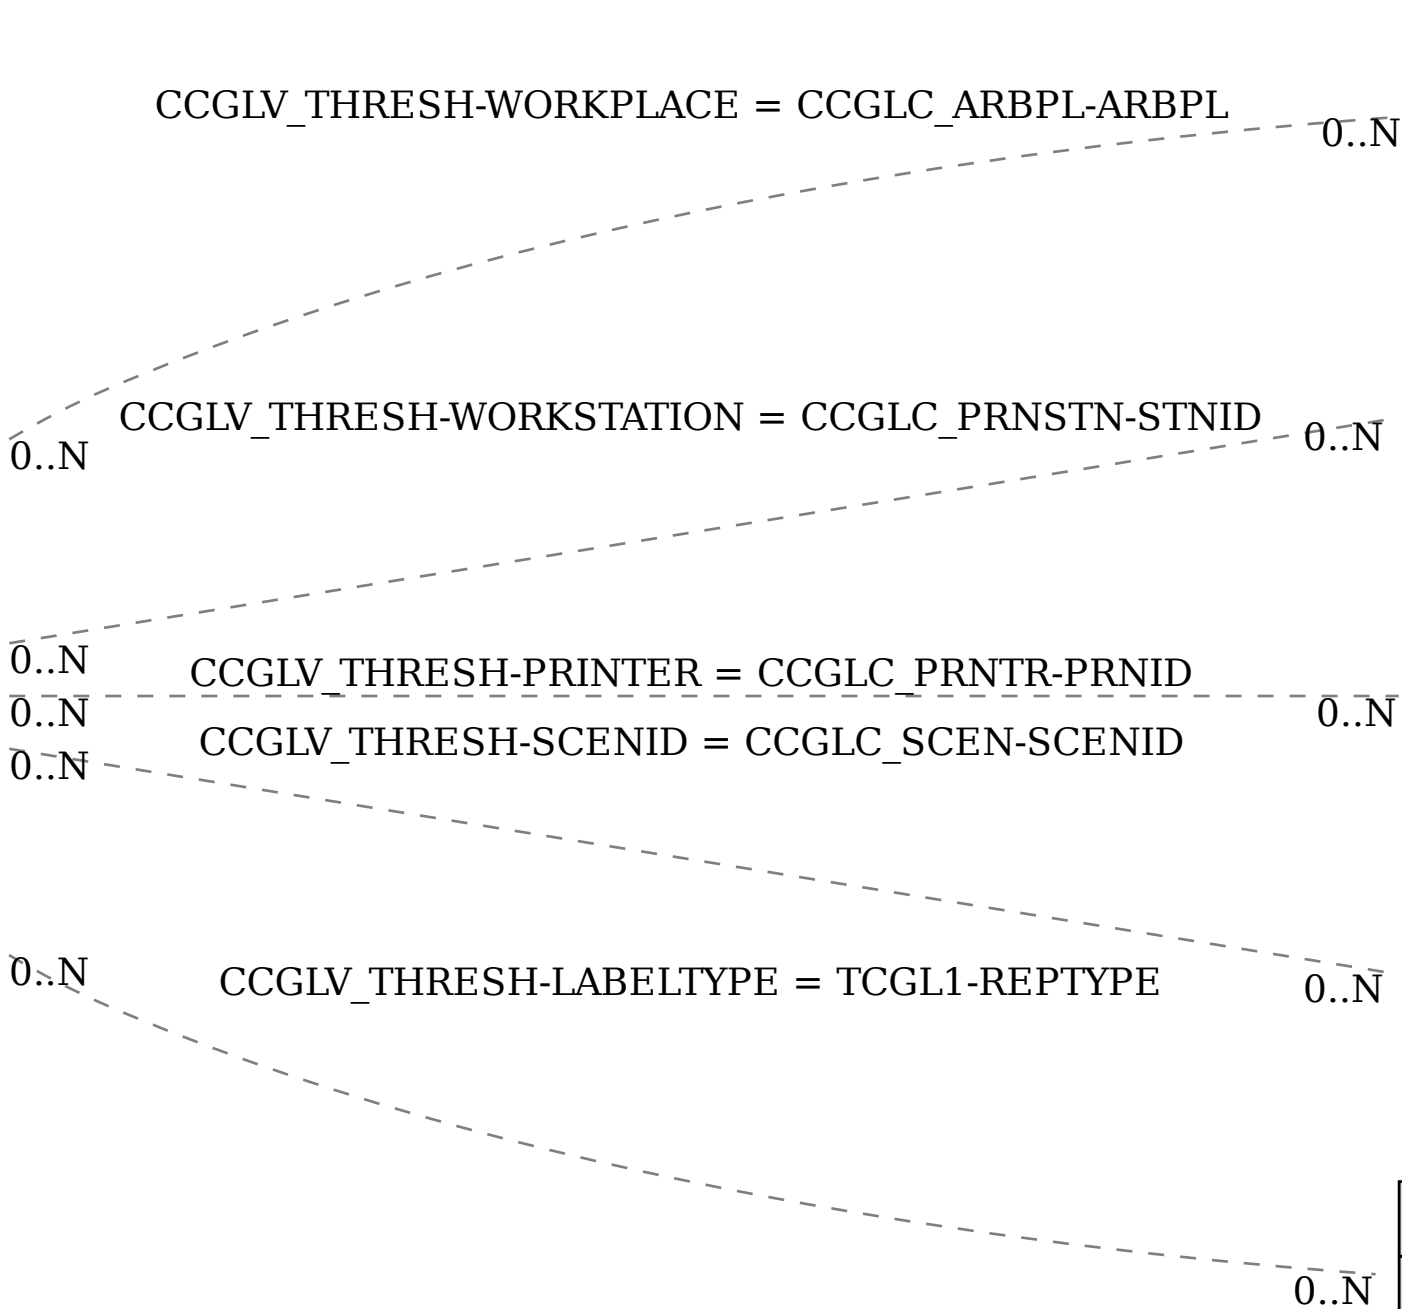 CCGLV_THRESH-WORKPLACE = CCGLC_ARBPL-ARBPL
0..N
CCGLV_THRESH-WORKSTATION = CCGLC_PRNSTN-STNID
0..N
0..N
0..N
CCGLV_THRESH-PRINTER = CCGLC_PRNTR-PRNID
0..N
0..N
CCGLV_THRESH-SCENID = CCGLC_SCEN-SCENID
0..N
0..N
CCGLV_THRESH-LABELTYPE = TCGL1-REPTYPE
0..N
0..N